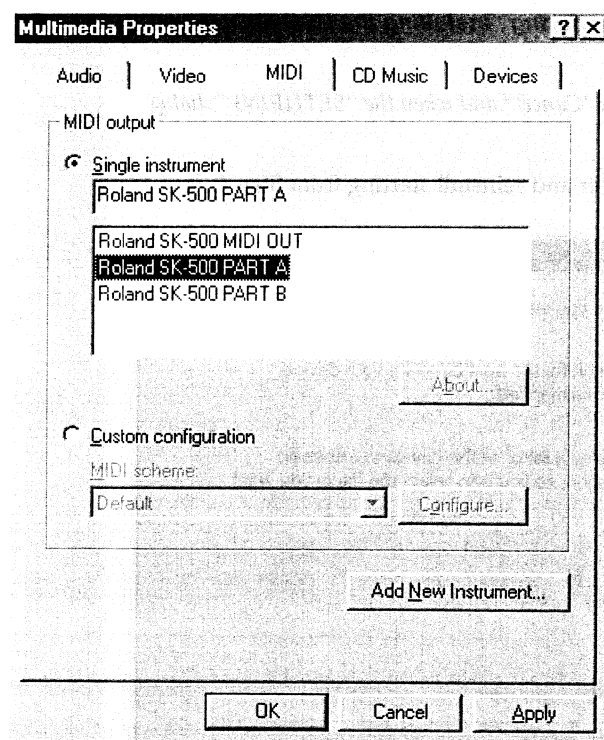 Multimedia Properties ? ×
Audio Video MIDI CD Music Devices
MIDI output
Single instrument
Roland SK-500 PART A
Roland SK-500 MIDI OUT
Roland SK-500 PART A
Roland SK-500 PART B
About...
Custom configuration
MIDI scheme:
Default
Configure...
Add New Instrument...
OK Cancel Apply